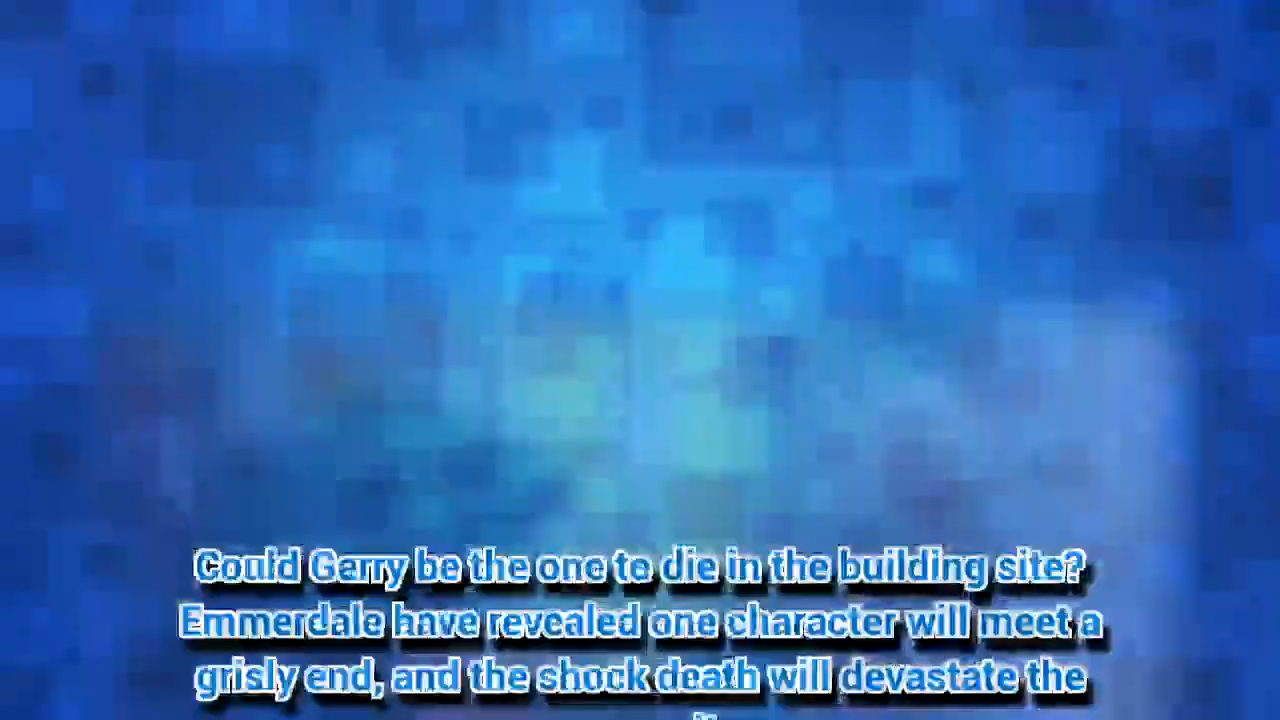 Could Gerry be the one to die in the building site?
Emmerdale have revealed one character will meet a
grisly end, and the shock death will devastate the